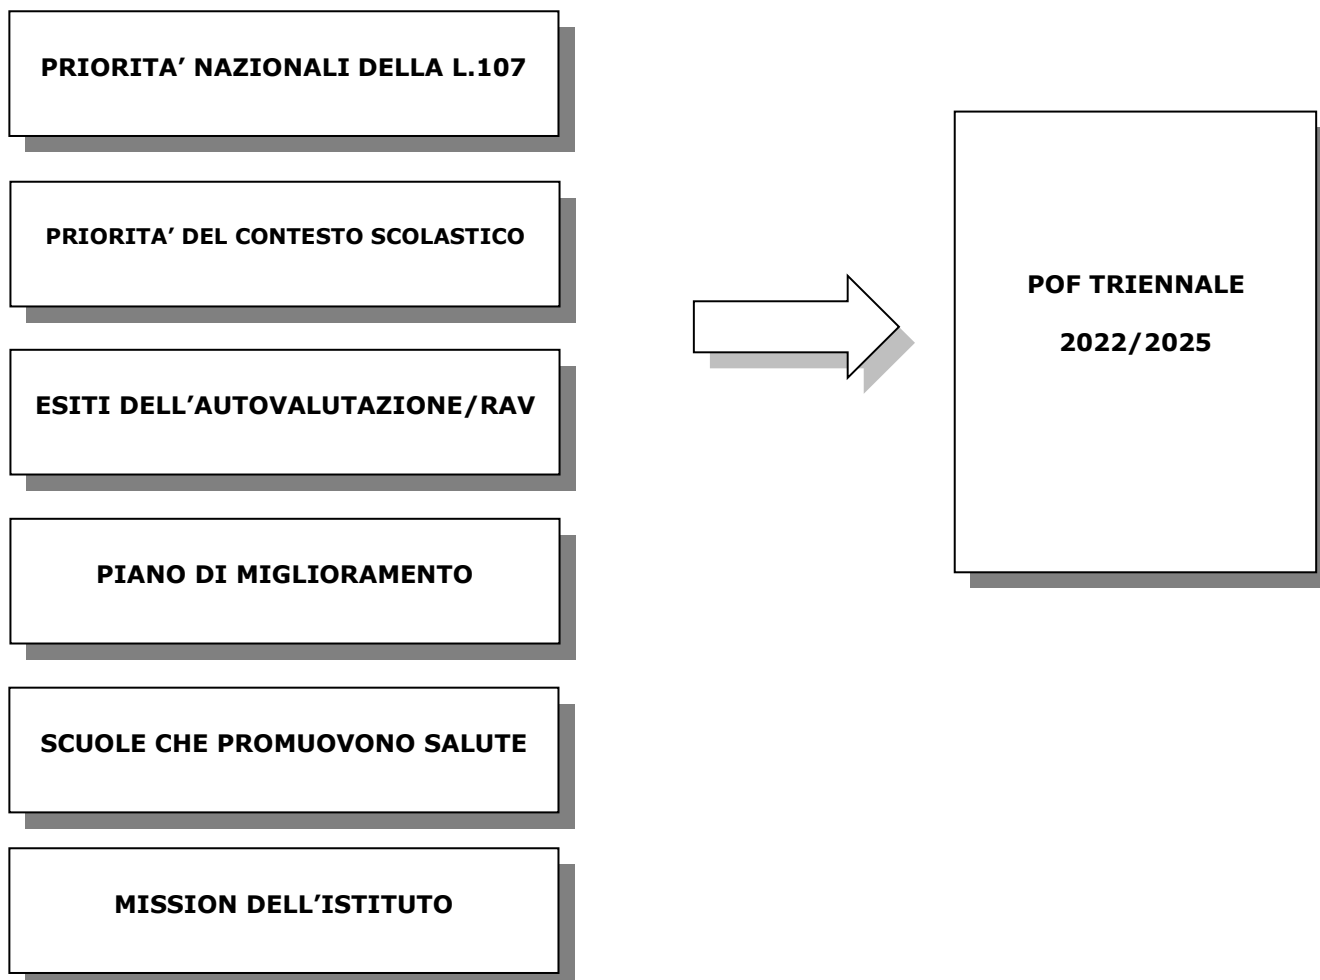 PRIORITA’ NAZIONALI DELLA L.107
PRIORITA’ DEL CONTESTO SCOLASTICO
ESITI DELL’AUTOVALUTAZIONE/RAV
PIANO DI MIGLIORAMENTO
SCUOLE CHE PROMUOVONO SALUTE
MISSION DELL’ISTITUTO
POF TRIENNALE
2022/2025